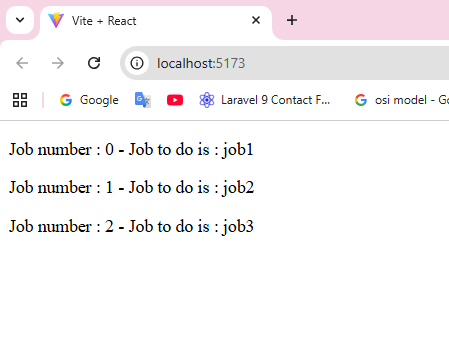 Vite + React
localhost:5173
Google Laravel 9 Contact F... osi model - Go
Job number : 0 - Job to do is : job1
Job number : 1 - Job to do is : job2
Job number : 2 - Job to do is : job3